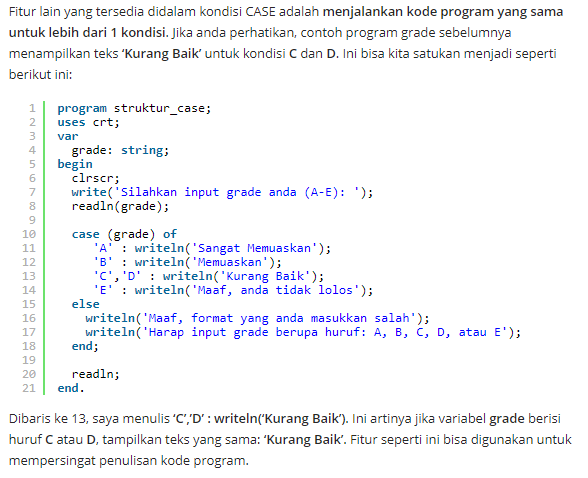 Fitur lain yang tersedia didalam kondisi CASE adalah menjalankan kode program yang sama
untuk lebih dari 1 kondisi. Jika anda perhatikan, contoh program grade sebelumnya
menampilkan teks ‘Kurang Baik’ untuk kondisi C dan D. Ini bisa kita satukan menjadi seperti
berikut ini:
1 program struktur_case;
2 uses crt;
3 var
4   grade: string;
5 begin
6   clrscr;
7   write('Silahkan input grade anda (A-E): ');
8   readln(grade);
9
10   case (grade) of
11      'A' : writeln('Sangat Memuaskan');
12      'B' : writeln('Memuaskan');
13      'C','D' : writeln('Kurang Baik');
14      'E' : writeln('Maaf, anda tidak lolos');
15   else
16     writeln('Maaf, format yang anda masukkan salah');
17     writeln('Harap input grade berupa huruf: A, B, C, D, atau E');
18   end;
19
20   readln;
21 end.
Dibaris ke 13, saya menulis ‘C’,’D’ : writeln(‘Kurang Baik’). Ini artinya jika variabel grade berisi
huruf C atau D, tampilkan teks yang sama: ‘Kurang Baik’. Fitur seperti ini bisa digunakan untuk
mempersingat penulisan kode program.